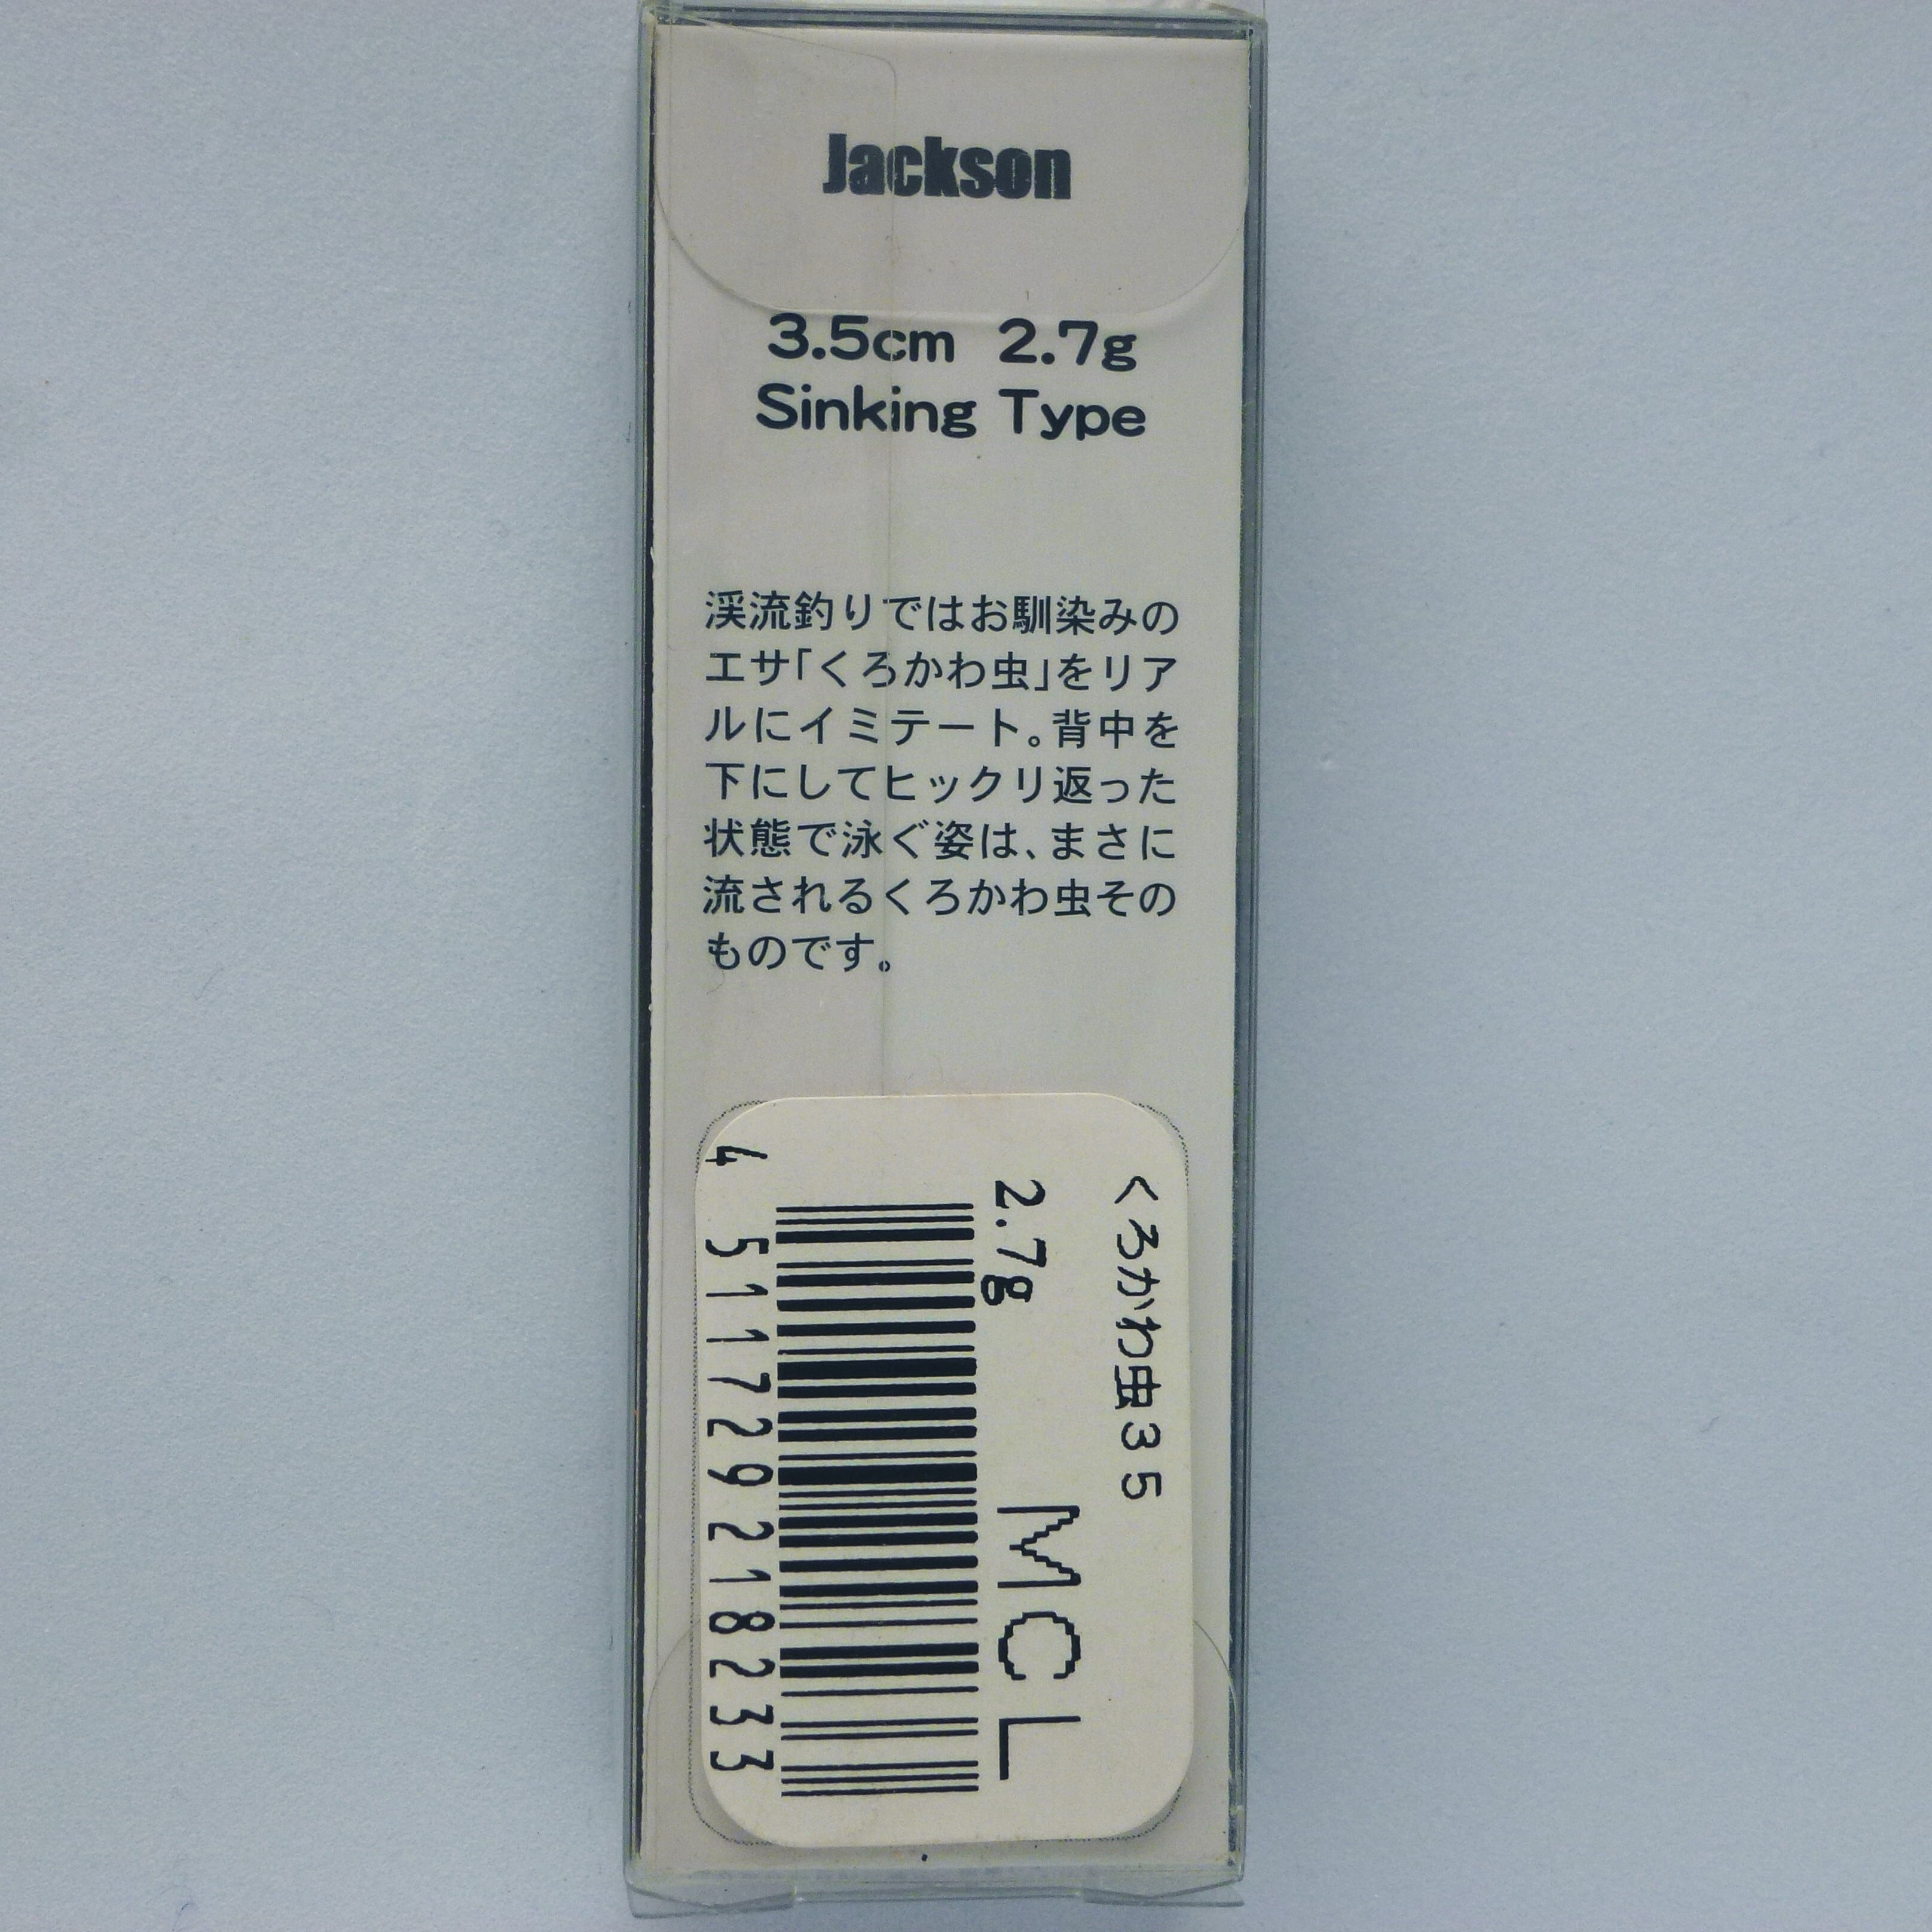 Jackson
3.5cm 2.7g
Sinking Type
渓流釣りではお馴染みの
エサ「くろかわ虫」をリア
ルにイミテート。背中を
下にしてヒックリ返った
状態で泳ぐ姿は、まさに
流されるくろかわ虫その
ものです。
くろかわ虫35
2.7g MCL
4 511729 218233